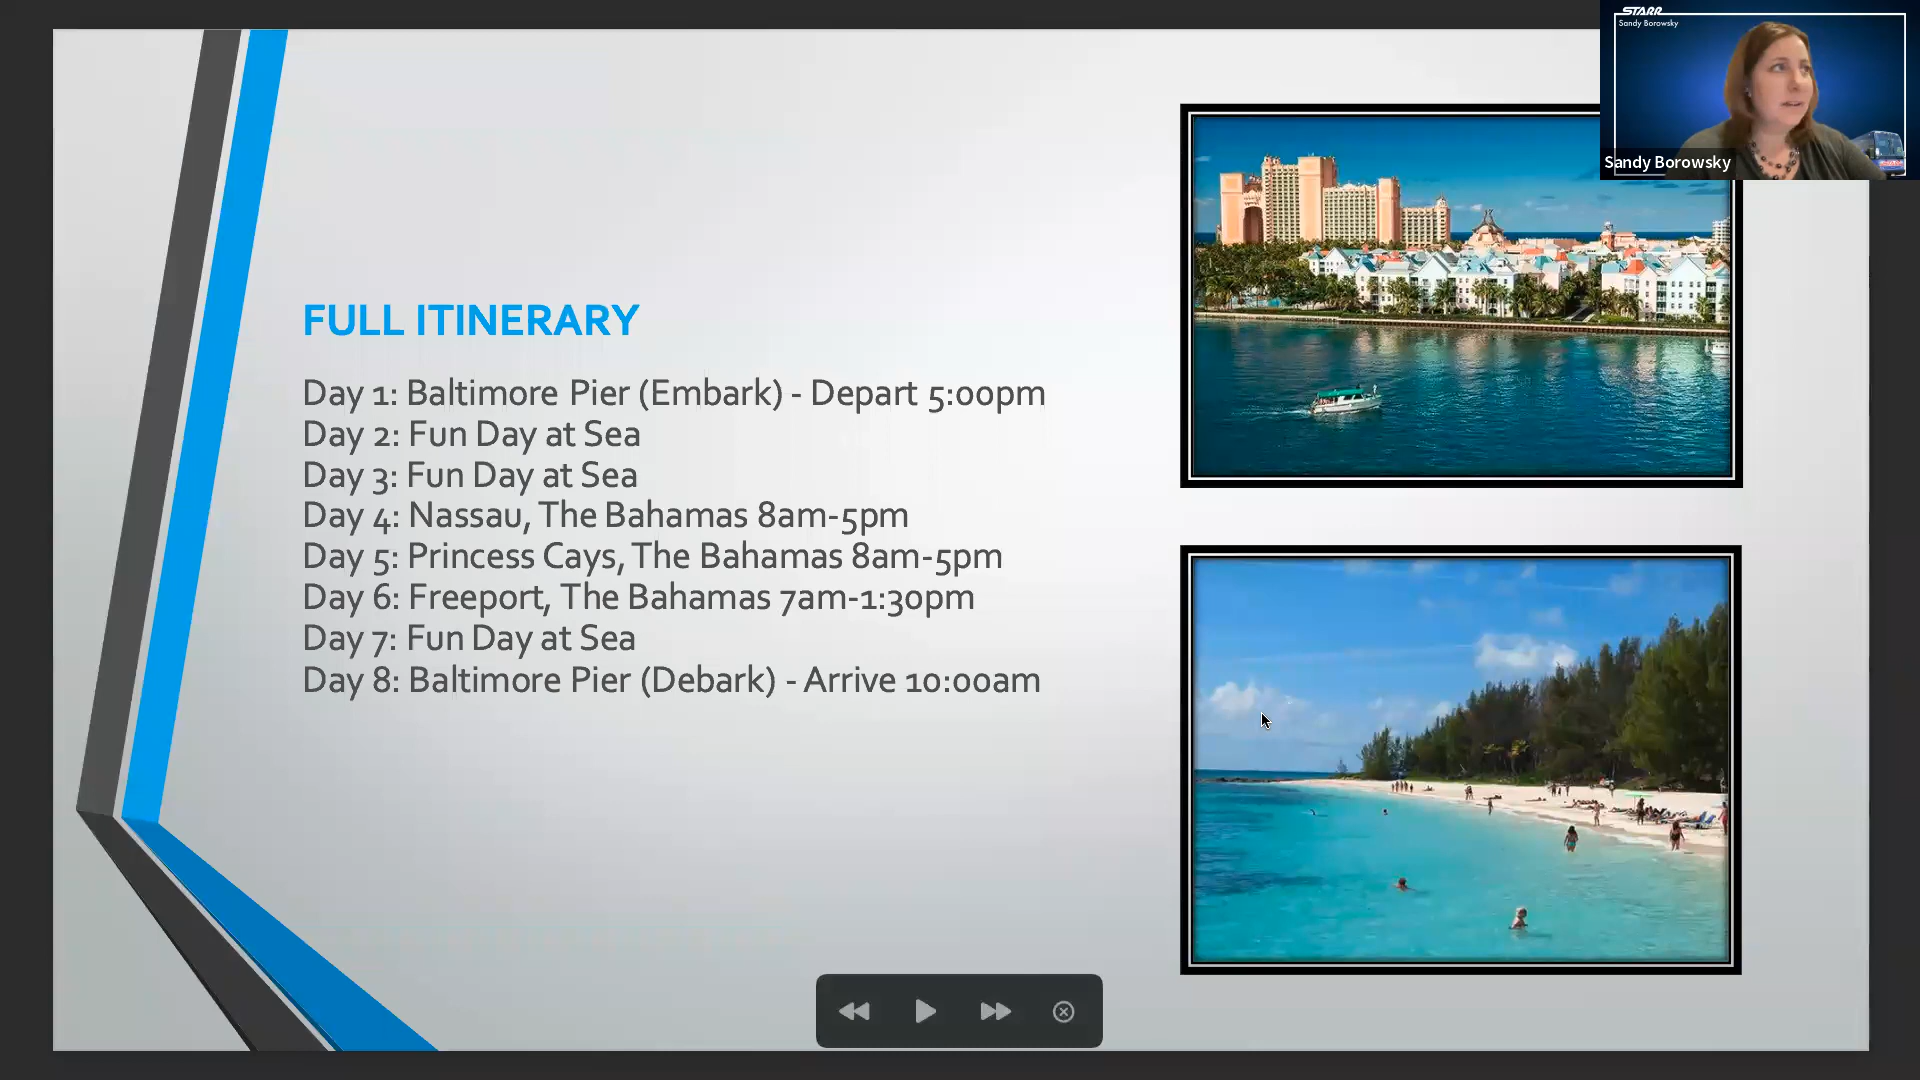 STARR
Sandy Borowsky
Sandy Borowsky
FULL ITINERARY
Day 1: Baltimore Pier (Embark) - Depart 5:00pm
Day 2: Fun Day at Sea
Day 3: Fun Day at Sea
Day 4: Nassau, The Bahamas 8am-5pm
Day 5: Princess Cays, The Bahamas 8am-5pm
Day 6: Freeport, The Bahamas 7am-1:30pm
Day 7: Fun Day at Sea
Day 8: Baltimore Pier (Debark) - Arrive 10:00am